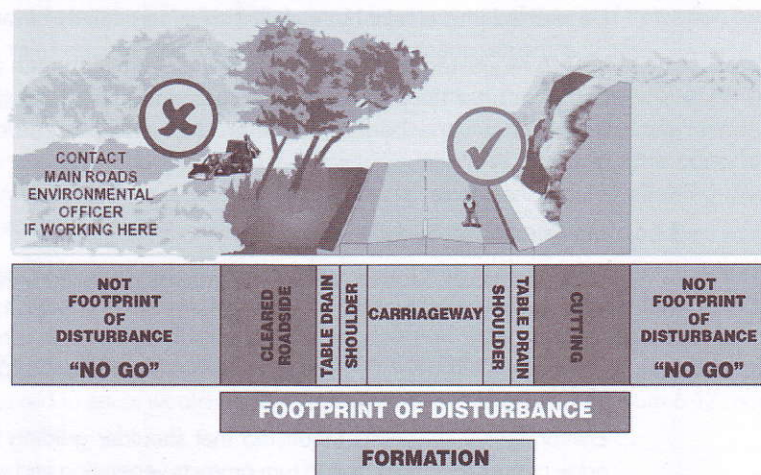 CONTACT
MAIN ROADS
ENVIRONMENTAL
OFFICER
IF WORKING HERE
NOT
FOOTPRINT
OF
DISTURBANCE
"NO GO"
CLEARED
ROADSIDE
TABLE DRAIN
SHOULDER
CARRIAGEWAY
SHOULDER
TABLE DRAIN
CUTTING
NOT
FOOTPRINT
OF
DISTURBANCE
"NO GO"
FOOTPRINT OF DISTURBANCE
FORMATION